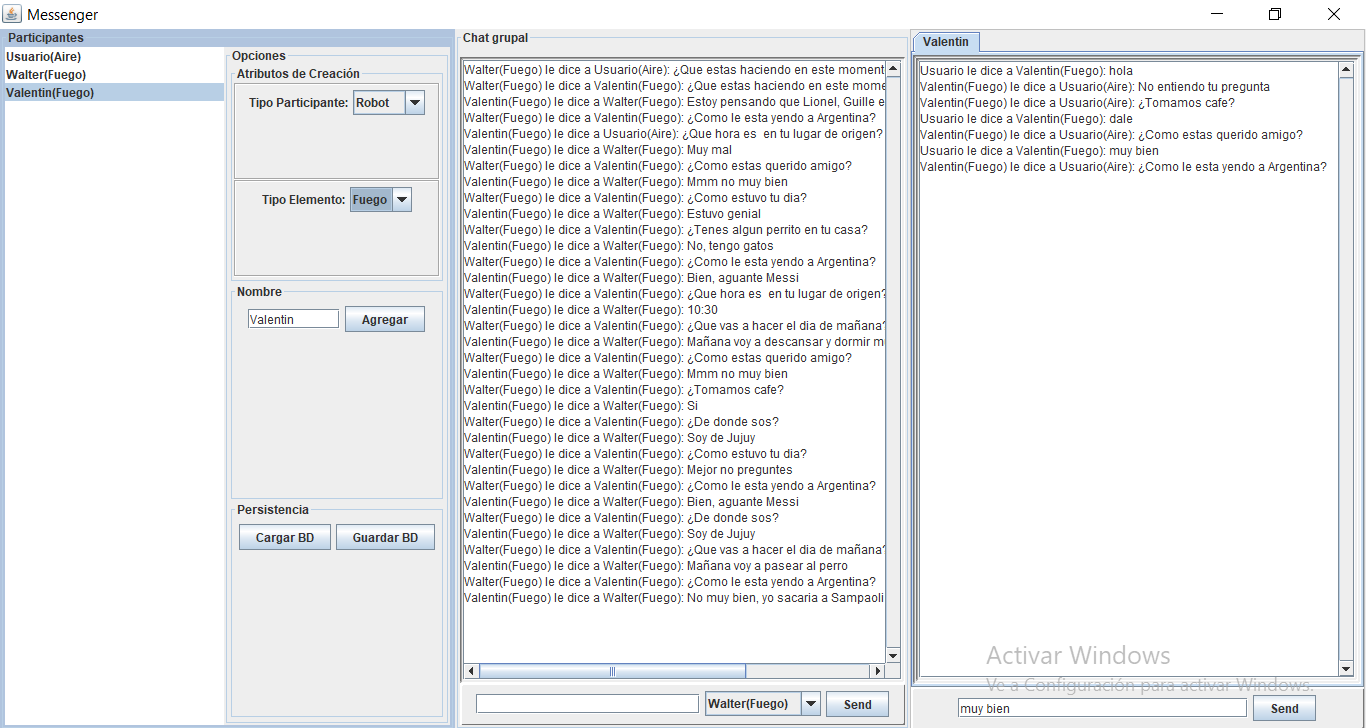 Messenger
Participantes
Usuario(Aire)
Walter(Fuego)
Valentin(Fuego)
Opciones
Atributos de Creación
Tipo Participante: Robot
Tipo Elemento: Fuego
Nombre
Valentin Agregar
Persistencia
Cargar BD Guardar BD
Chat grupal
Walter(Fuego) le dice a Usuario(Aire): ¿Que estas haciendo en este moment
Walter(Fuego) le dice a Valentin(Fuego): ¿Que estas haciendo en este mome
Valentin(Fuego) le dice a Walter(Fuego): Estoy pensando que Lionel, Guille e
Walter(Fuego) le dice a Valentin(Fuego): ¿Como le esta yendo a Argentina?
Valentin(Fuego) le dice a Usuario(Aire): ¿Que hora es  en tu lugar de origen?
Valentin(Fuego) le dice a Walter(Fuego): Muy mal
Walter(Fuego) le dice a Valentin(Fuego): ¿Como estas querido amigo?
Valentin(Fuego) le dice a Walter(Fuego): Mmm no muy bien
Walter(Fuego) le dice a Valentin(Fuego): ¿Como estuvo tu dia?
Valentin(Fuego) le dice a Walter(Fuego): Estuvo genial
Walter(Fuego) le dice a Valentin(Fuego): ¿Tenes algun perrito en tu casa?
Valentin(Fuego) le dice a Walter(Fuego): No, tengo gatos
Walter(Fuego) le dice a Valentin(Fuego): ¿Como le esta yendo a Argentina?
Valentin(Fuego) le dice a Walter(Fuego): Bien, aguante Messi
Walter(Fuego) le dice a Valentin(Fuego): ¿Que hora es  en tu lugar de origen?
Valentin(Fuego) le dice a Walter(Fuego): 10:30
Walter(Fuego) le dice a Valentin(Fuego): ¿Que vas a hacer el dia de mañana?
Valentin(Fuego) le dice a Walter(Fuego): Mañana voy a descansar y dormir m
Walter(Fuego) le dice a Valentin(Fuego): ¿Como estas querido amigo?
Valentin(Fuego) le dice a Walter(Fuego): Mmm no muy bien
Walter(Fuego) le dice a Valentin(Fuego): ¿Tomamos cafe?
Valentin(Fuego) le dice a Walter(Fuego): Si
Walter(Fuego) le dice a Valentin(Fuego): ¿De donde sos?
Valentin(Fuego) le dice a Walter(Fuego): Soy de Jujuy
Walter(Fuego) le dice a Valentin(Fuego): ¿Como estuvo tu dia?
Valentin(Fuego) le dice a Walter(Fuego): Mejor no preguntes
Walter(Fuego) le dice a Valentin(Fuego): ¿Como le esta yendo a Argentina?
Valentin(Fuego) le dice a Walter(Fuego): Bien, aguante Messi
Walter(Fuego) le dice a Valentin(Fuego): ¿De donde sos?
Valentin(Fuego) le dice a Walter(Fuego): Soy de Jujuy
Walter(Fuego) le dice a Valentin(Fuego): ¿Que vas a hacer el dia de mañana?
Valentin(Fuego) le dice a Walter(Fuego): Mañana voy a pasear al perro
Walter(Fuego) le dice a Valentin(Fuego): ¿Como le esta yendo a Argentina?
Valentin(Fuego) le dice a Walter(Fuego): No muy bien, yo sacaria a Sampaoli
Walter(Fuego) Send
Valentin
Usuario le dice a Valentin(Fuego): hola
Valentin(Fuego) le dice a Usuario(Aire): No entiendo tu pregunta
Valentin(Fuego) le dice a Usuario(Aire): ¿Tomamos cafe?
Usuario le dice a Valentin(Fuego): dale
Valentin(Fuego) le dice a Usuario(Aire): ¿Como estas querido amigo?
Usuario le dice a Valentin(Fuego): muy bien
Valentin(Fuego) le dice a Usuario(Aire): ¿Como le esta yendo a Argentina?
Activar Windows
Ve a Configuración para activar Windows.
muy bien Send